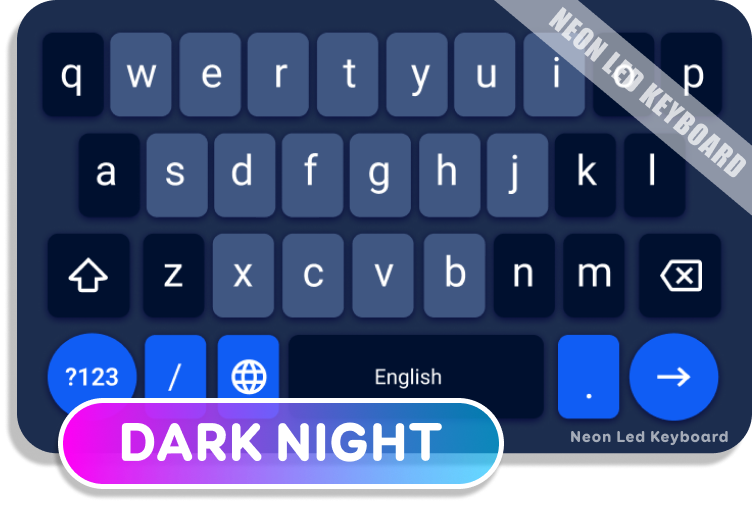 q w e r t y u i o p
NEON LED KEYBOARD
a s d f g h j k l
z x c v b n m
?123 / English .
DARK NIGHT
Neon Led Keyboard